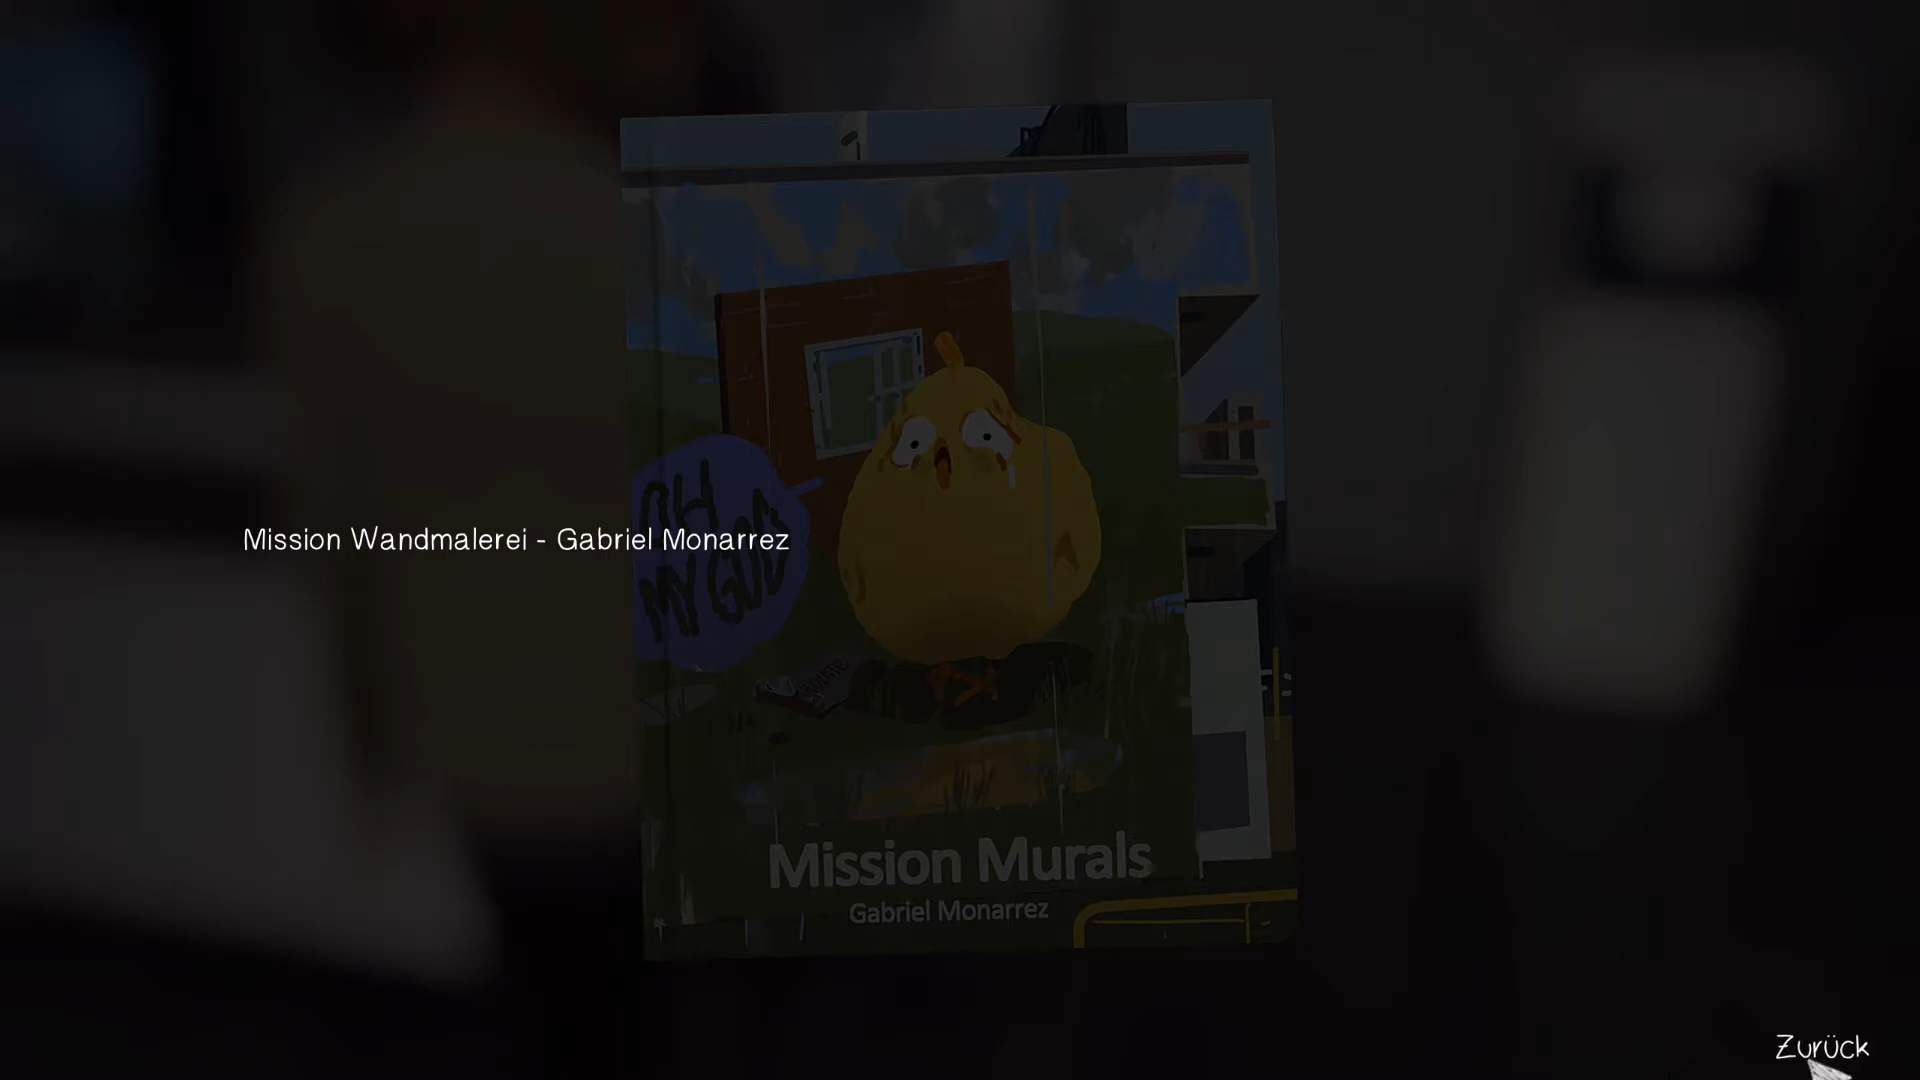 Mission Wandmalerei - Gabriel Monarrez
OH
MY GOD
Mission Murals
Gabriel Monarrez
Zurück